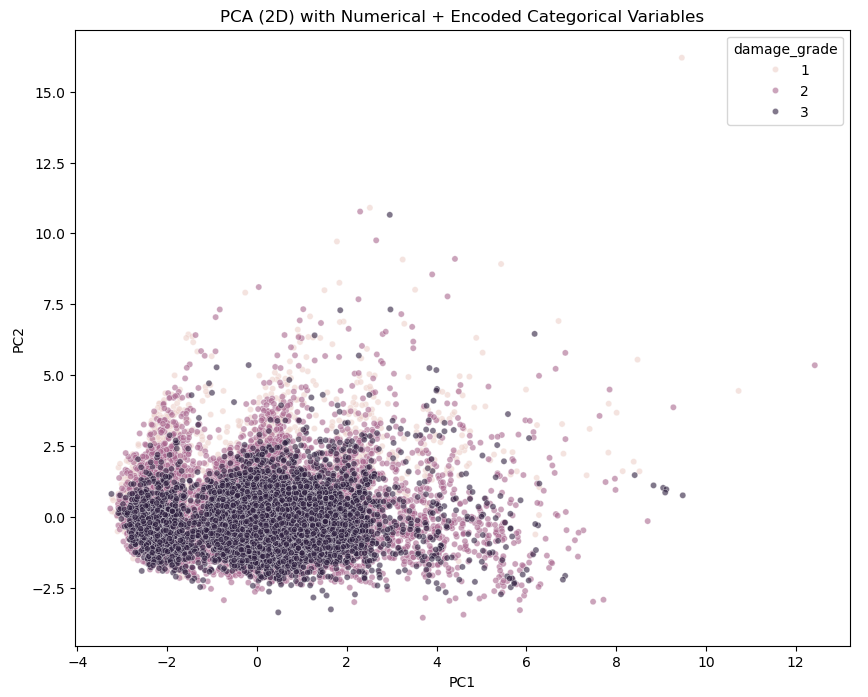 PCA (2D) with Numerical + Encoded Categorical Variables
damage_grade
1
2
3
15.0
12.5
10.0
7.5
5.0
2.5
0.0
−2.5
PC2
−4 −2 0 2 4 6 8 10 12
PC1